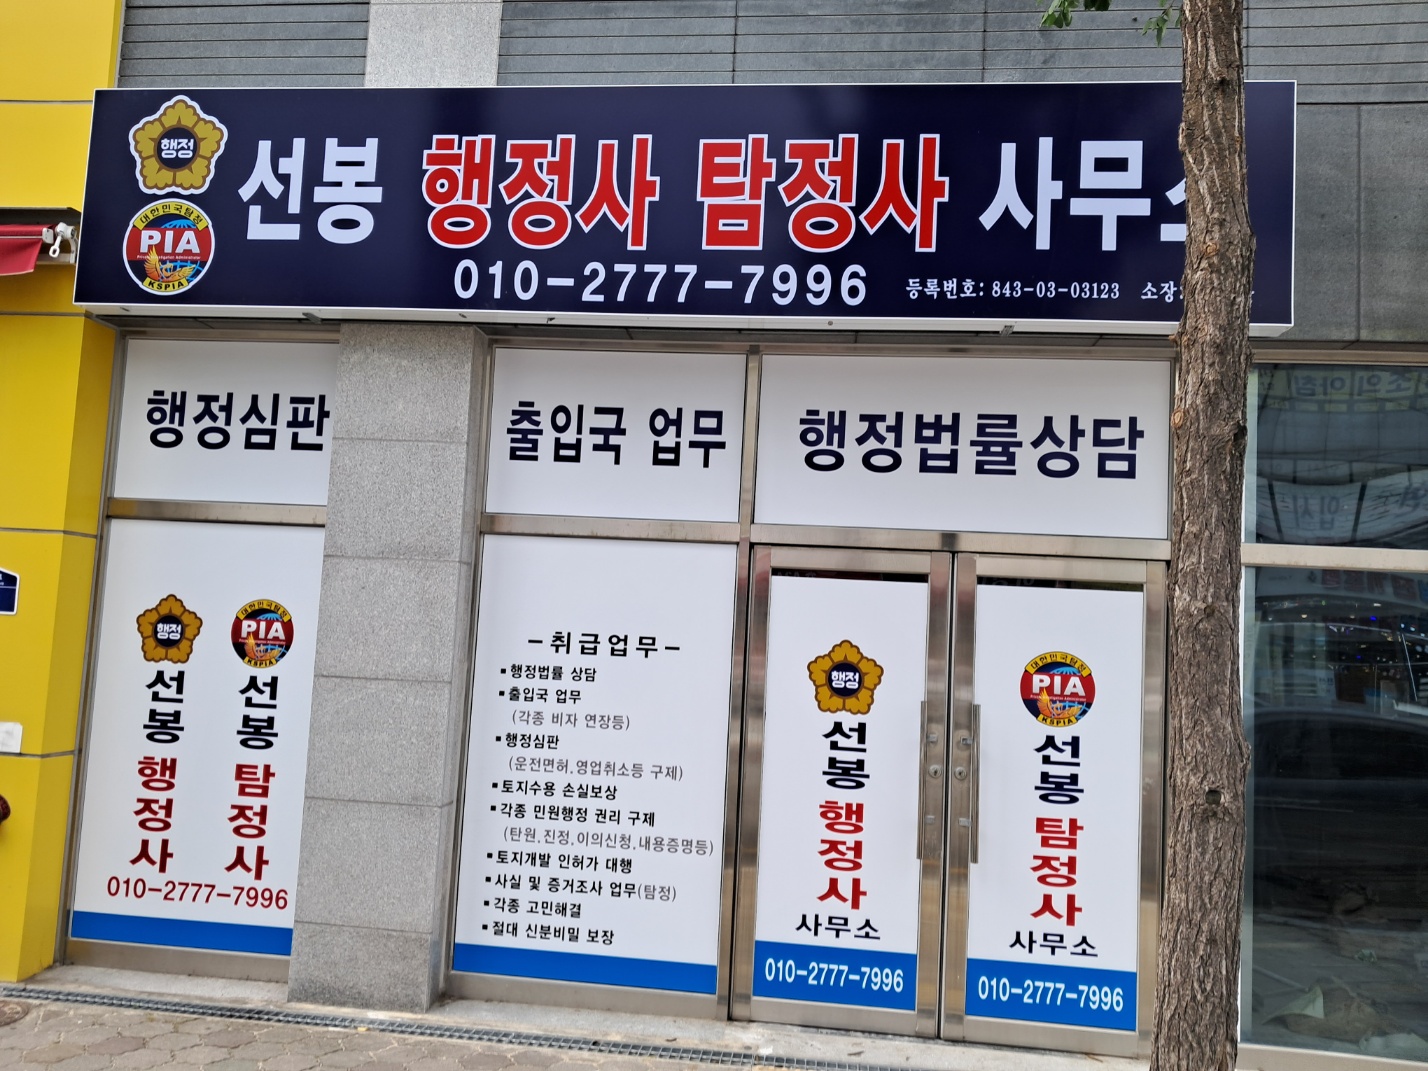 행정
대한민국탐정
PIA
KSPIA
선봉 행정사 탐정사 사무소
010-2777-7996
등록번호: 843-03-03123 소장:
행정심판
출입국 업무
행정법률상담
행정
선봉
행정사
대한민국탐정
PIA
KSPIA
선봉
탐정사
010-2777-7996
-취급업무-
▪행정법률 상담
▪출입국 업무
(각종 비자 연장등)
▪행정심판
(운전면허,영업취소등 구제)
▪토지수용 손실보상
▪각종 민원행정 권리 구제
(탄원,진정,이의신청,내용증명등)
▪토지개발 인허가 대행
▪사실 및 증거조사 업무(탐정)
▪각종 고민해결
▪절대 신분비밀 보장
행정
선봉
행정사
사무소
010-2777-7996
대한민국탐정
PIA
KSPIA
선봉
탐정사
사무소
010-2777-7996